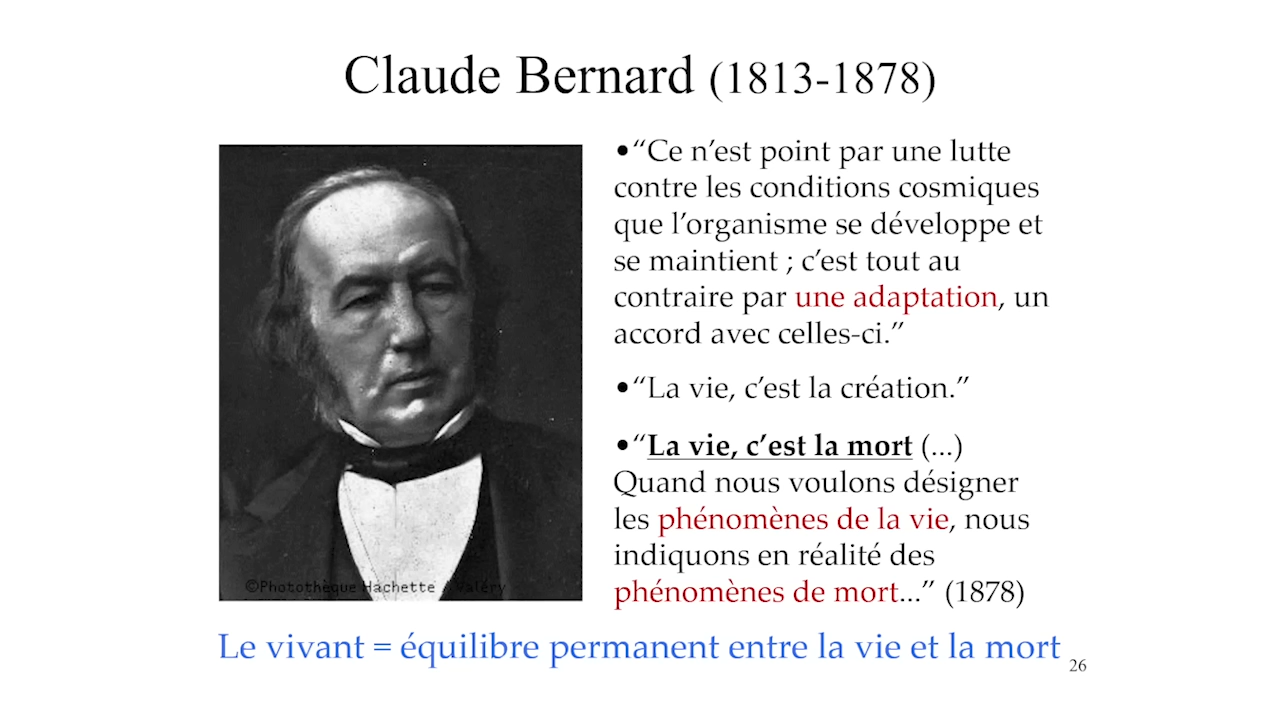 Claude Bernard (1813-1878)
•“Ce n’est point par une lutte
contre les conditions cosmiques
que l’organisme se développe et
se maintient ; c’est tout au
contraire par une adaptation, un
accord avec celles-ci.”
•“La vie, c’est la création.”
•“La vie, c’est la mort (...)
Quand nous voulons désigner
les phénomènes de la vie, nous
indiquons en réalité des
phénomènes de mort...” (1878)
©Photothèque Hachette / Valéry
Le vivant = équilibre permanent entre la vie et la mort
26